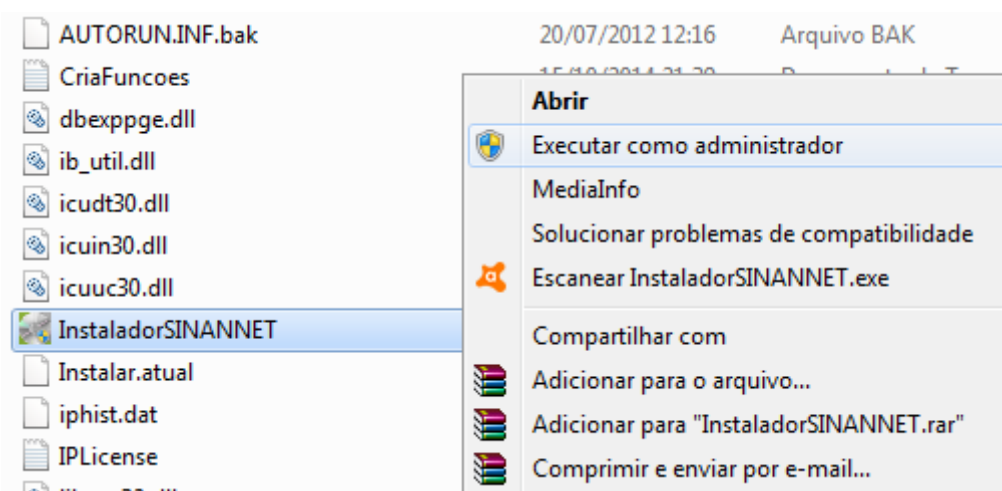 AUTORUN.INF.bak 20/07/2012 12:16 Arquivo BAK
CriaFuncoes
dbexppge.dll
ib_util.dll
icudt30.dll
icuin30.dll
icuuc30.dll
InstaladorSINANNET
Instalar.atual
iphist.dat
IPLicense
Abrir
Executar como administrador
MediaInfo
Solucionar problemas de compatibilidade
Escanear InstaladorSINANNET.exe
Compartilhar com
Adicionar para o arquivo...
Adicionar para "InstaladorSINANNET.rar"
Comprimir e enviar por e-mail...